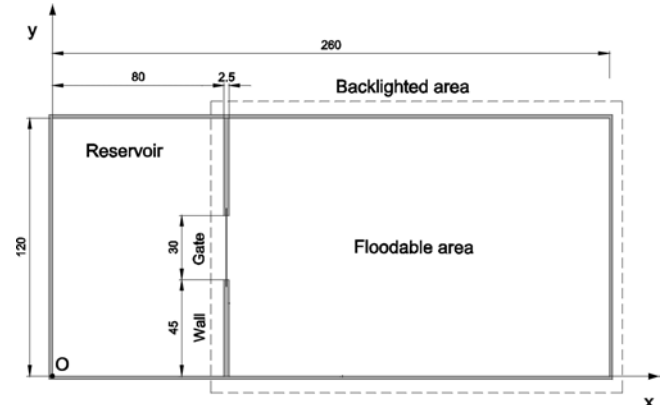 y
260
80
2.5
Backlighted area
Reservoir
120
30
Gate
Floodable area
45
Wall
O
x